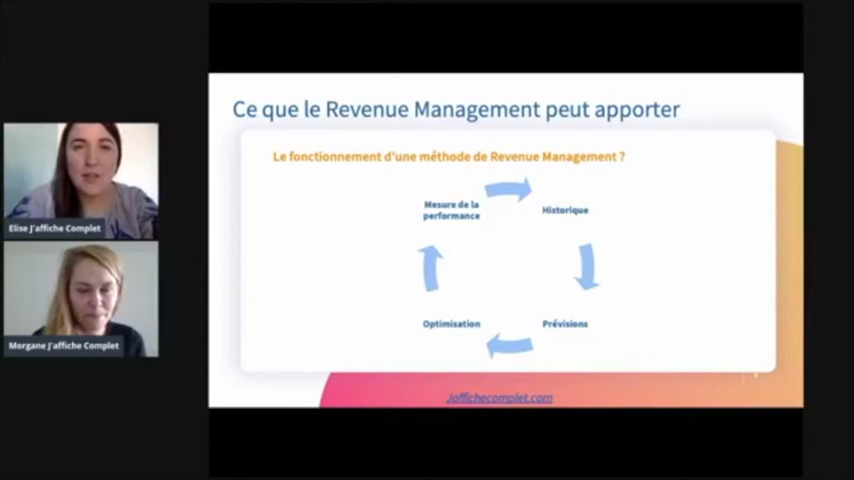 Ce que le Revenue Management peut apporter
Le fonctionnement d'une méthode de Revenue Management ?
Mesure de la
performance
Historique
Optimisation
Prévisions
Jaffichecomplet.com
Elise J'affiche Complet
Morgane J'affiche Complet